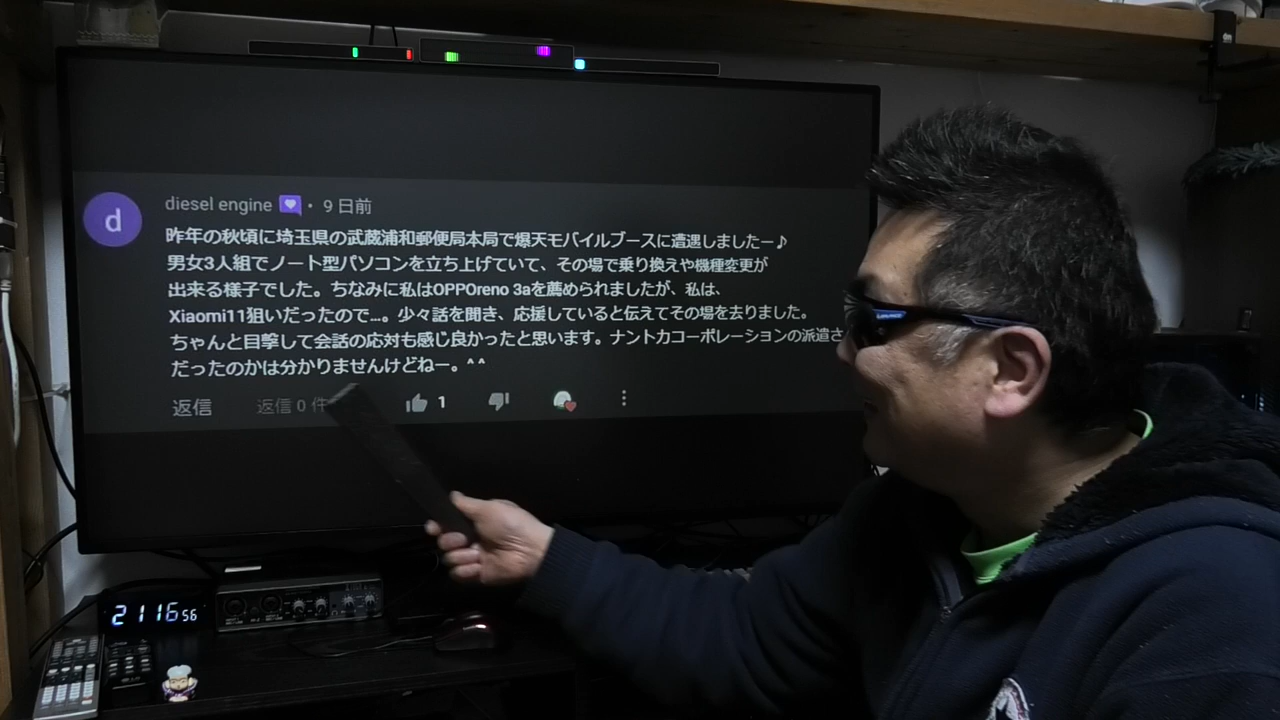 diesel engine ・ 9 日前
昨年の秋頃に埼玉県の武蔵浦和郵便局本局で爆天モバイルブースに遭遇しましたー♪
男女3人組でノート型パソコンを立ち上げていて、その場で乗り換えや機種変更が
出来る様子でした。ちなみに私はOPPOreno 3aを薦められましたが、私は、
Xiaomi11狙いだったので…。少々話を聞き、応援していると伝えてその場を去りました。
ちゃんと目撃して会話の応対も感じ良かったと思います。ナントカコーポレーションの派遣さ
だったのかは分かりませんけどねー。^ ^
返信 返信 0 件 1
d
21 16 56